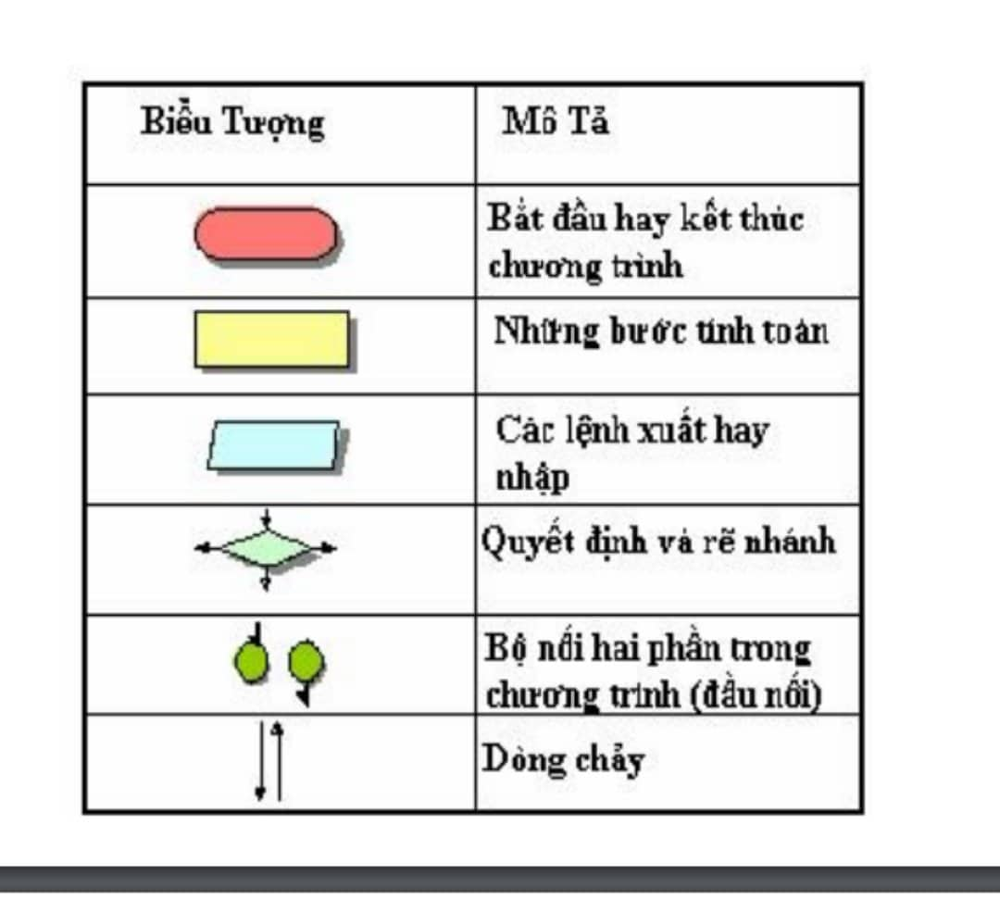 Biểu Tượng
Mô Tả
Bắt đầu hay kết thúc
chương trình
Những bước tính toán
Các lệnh xuất hay
nhập
Quyết định và rẽ nhánh
Bộ nối hai phần trong
chương trình (đầu nối)
Dòng chảy